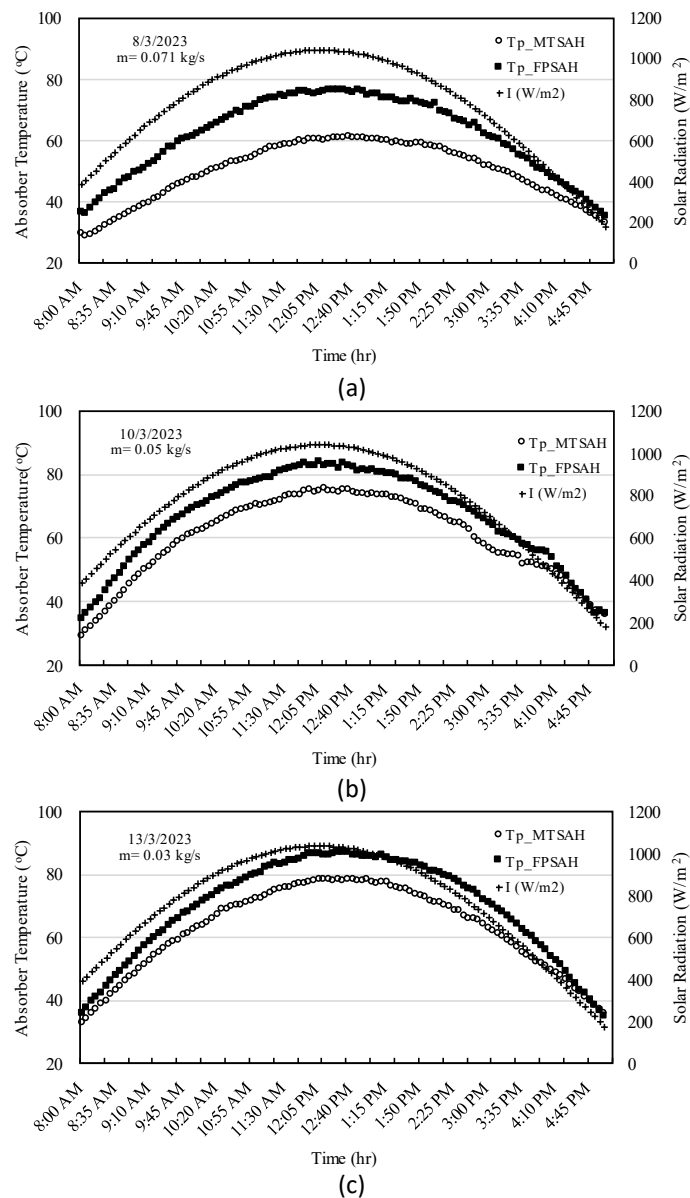 100
80
60
40
20
1200
1000
800
600
400
200
0
Absorber Temperature (°C)
Solar Radiation (W/m²)
8/3/2023
m= 0.071 kg/s
Tp_MTSAH
Tp_FPSAH
I (W/m2)
8:00 AM
8:35 AM
9:10 AM
9:45 AM
10:20 AM
10:55 AM
11:30 AM
12:05 PM
12:40 PM
1:15 PM
1:50 PM
2:25 PM
3:00 PM
3:35 PM
4:10 PM
4:45 PM
Time (hr)
(a)
100
80
60
40
20
1200
1000
800
600
400
200
0
Absorber Temperature(°C)
Solar Radiation (W/m²)
10/3/2023
m= 0.05 kg/s
Tp_MTSAH
Tp_FPSAH
I (W/m2)
8:00 AM
8:35 AM
9:10 AM
9:45 AM
10:20 AM
10:55 AM
11:30 AM
12:05 PM
12:40 PM
1:15 PM
1:50 PM
2:25 PM
3:00 PM
3:35 PM
4:10 PM
4:45 PM
Time (hr)
(b)
100
80
60
40
20
1200
1000
800
600
400
200
0
Absorber Temperature (°C)
Solar Radiation (W/m²)
13/3/2023
m= 0.03 kg/s
Tp_MTSAH
Tp_FPSAH
I (W/m2)
8:00 AM
8:35 AM
9:10 AM
9:45 AM
10:20 AM
10:55 AM
11:30 AM
12:05 PM
12:40 PM
1:15 PM
1:50 PM
2:25 PM
3:00 PM
3:35 PM
4:10 PM
4:45 PM
Time (hr)
(c)